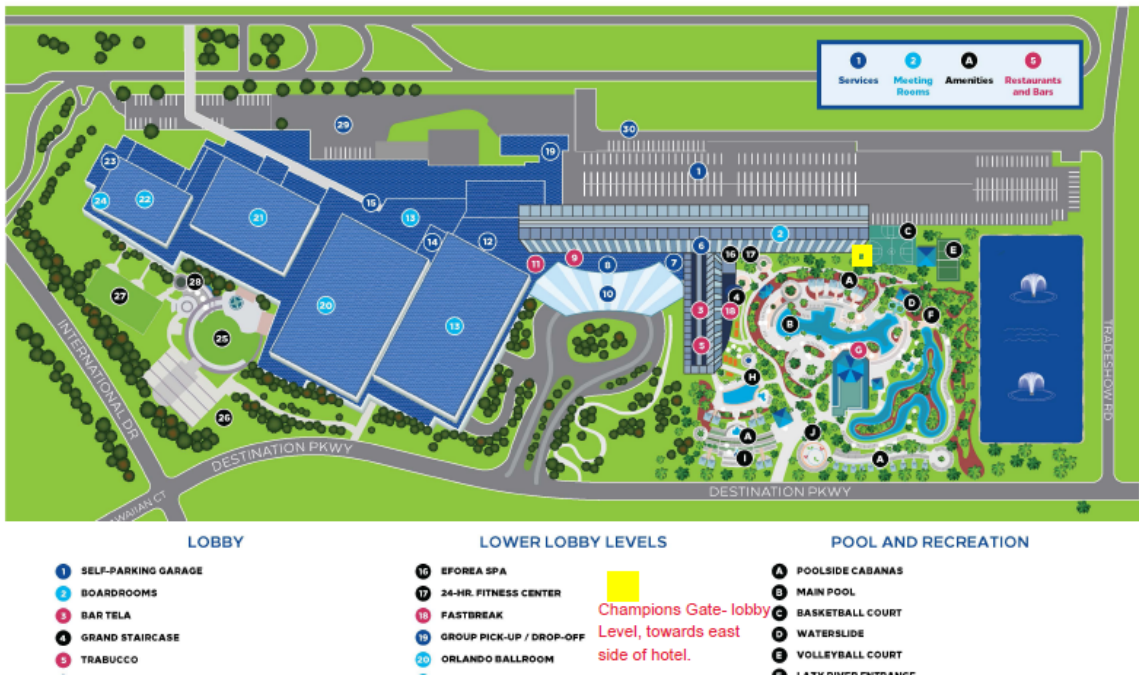 1 2 A 5
Services Meeting Rooms Amenities Restaurants and Bars
29
30
19
23
1
24
22
15
21
13
2
C
14
12
6
E
11
9
8
7
16
17
28
A
27
10
4
D
20
13
3
18
B
F
25
5
G
H
26
A
J
I
A
INTERNATIONAL DR
DESTINATION PKWY
DESTINATION PKWY
TRADESHOW RD
WAIIAN CT
LOBBY
1 SELF-PARKING GARAGE
2 BOARDROOMS
3 BAR TELA
4 GRAND STAIRCASE
5 TRABUCCO
LOWER LOBBY LEVELS
16 EFOREA SPA
17 24-HR. FITNESS CENTER
18 FASTBREAK
19 GROUP PICK-UP / DROP-OFF
20 ORLANDO BALLROOM
Champions Gate- lobby
Level, towards east
side of hotel.
POOL AND RECREATION
A POOLSIDE CABANAS
B MAIN POOL
C BASKETBALL COURT
D WATERSLIDE
E VOLLEYBALL COURT
F LAZY RIVER ENTRANCE